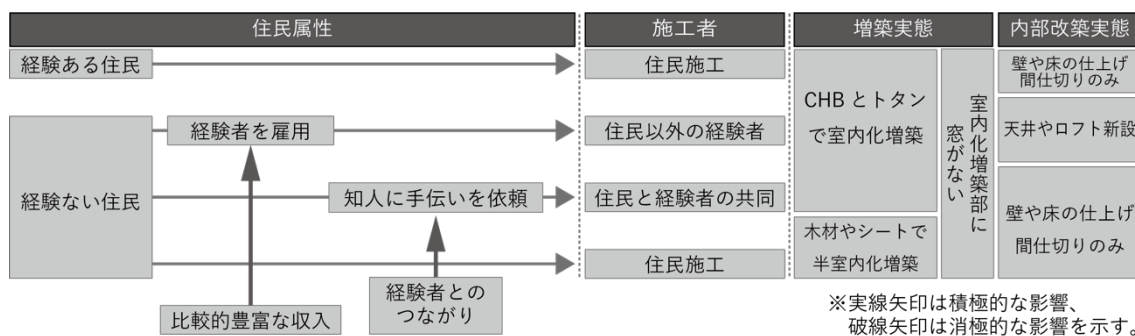 住民属性
施工者
増築実態
内部改築実態
経験ある住民
住民施工
CHB とトタン
で室内化増築
室内化増築部に
窓がない
壁や床の仕上げ
間仕切りのみ
経験ない住民
経験者を雇用
住民以外の経験者
天井やロフト新設
知人に手伝いを依頼
住民と経験者の共同
壁や床の仕上げ
間仕切りのみ
木材やシートで
半室内化増築
住民施工
比較的豊富な収入
経験者との
つながり
※実線矢印は積極的な影響、
破線矢印は消極的な影響を示す。